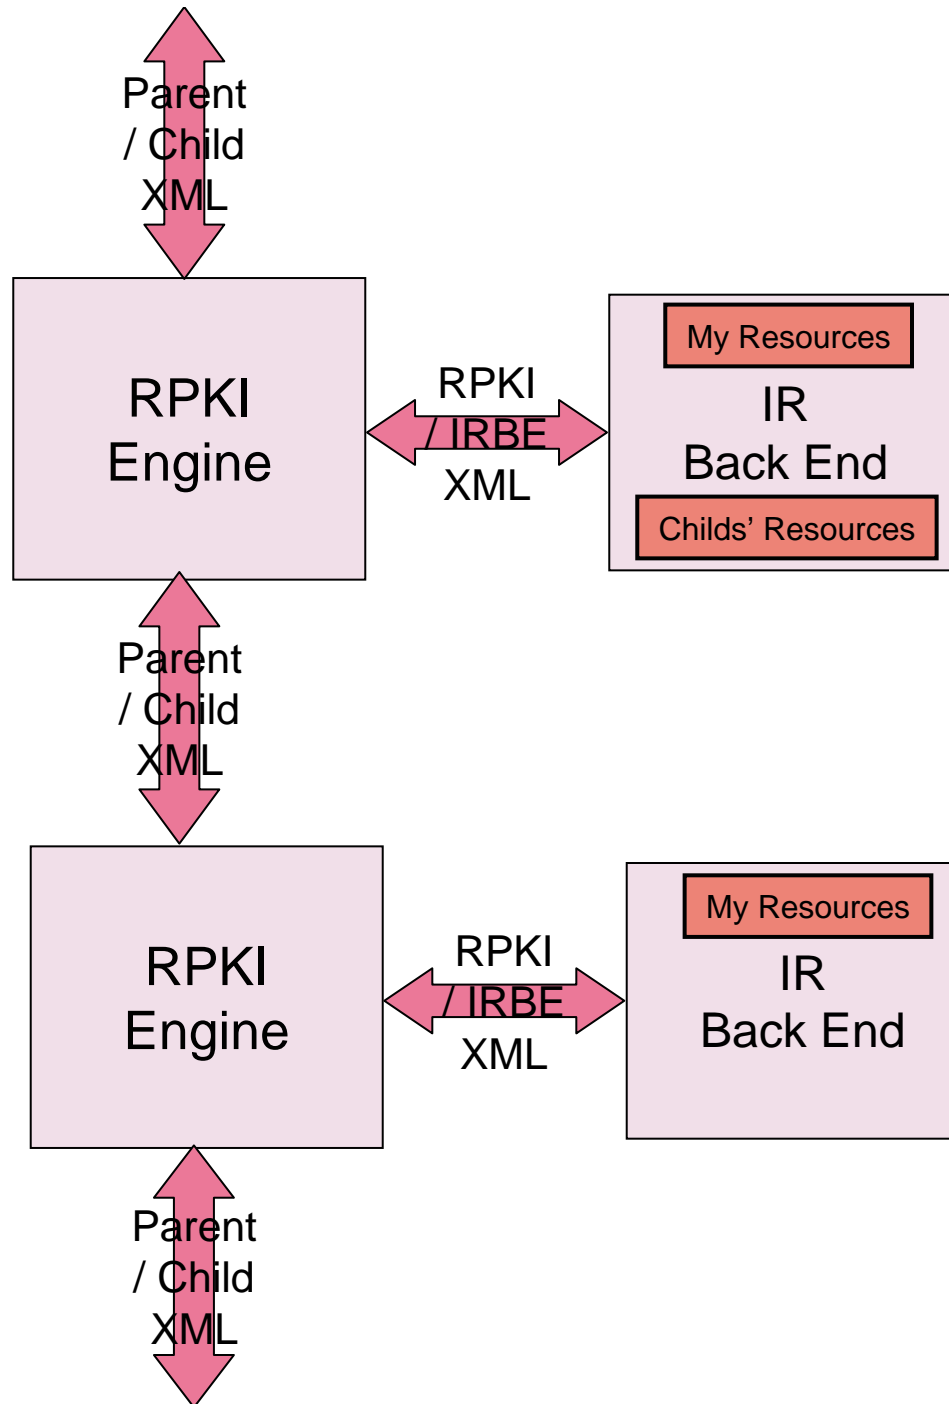 Parent
/ Child
XML
RPKI
Engine
RPKI
/ IRBE
XML
My Resources
IR
Back End
Childs’ Resources
Parent
/ Child
XML
RPKI
Engine
RPKI
/ IRBE
XML
My Resources
IR
Back End
Parent
/ Child
XML